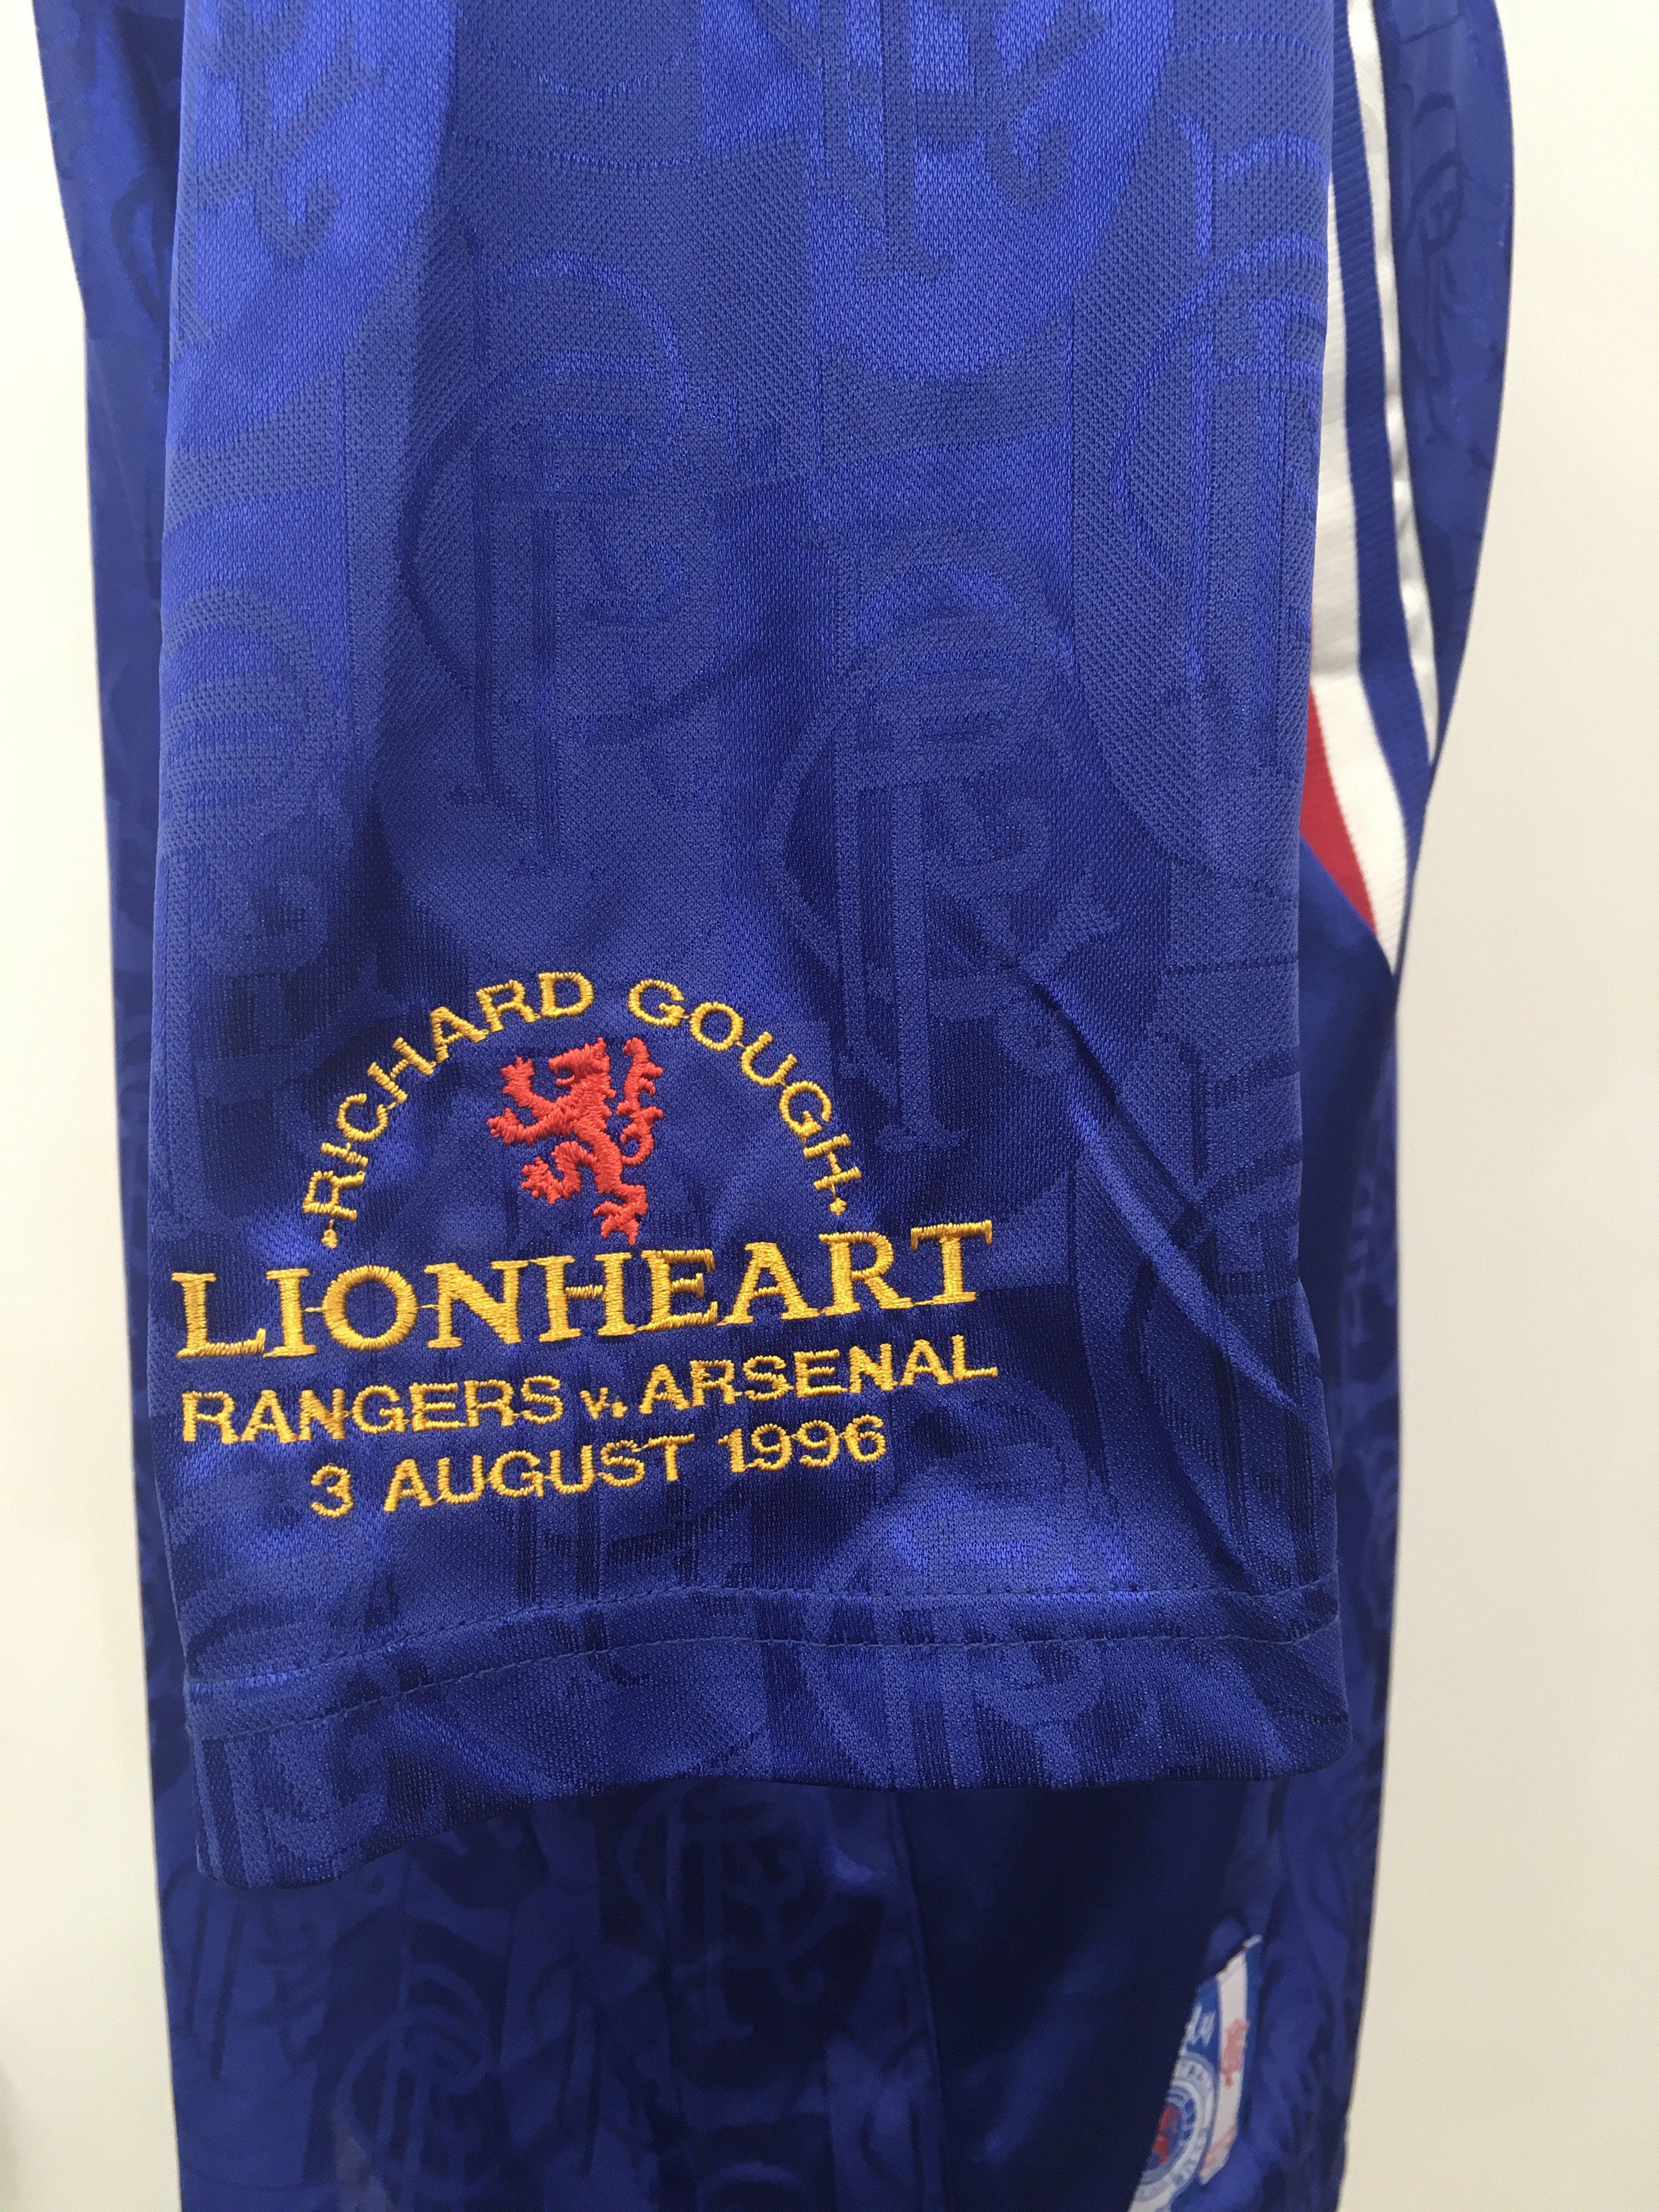 ·RICHARD GOUGH·
LIONHEART
RANGERS v. ARSENAL
3 AUGUST 1996